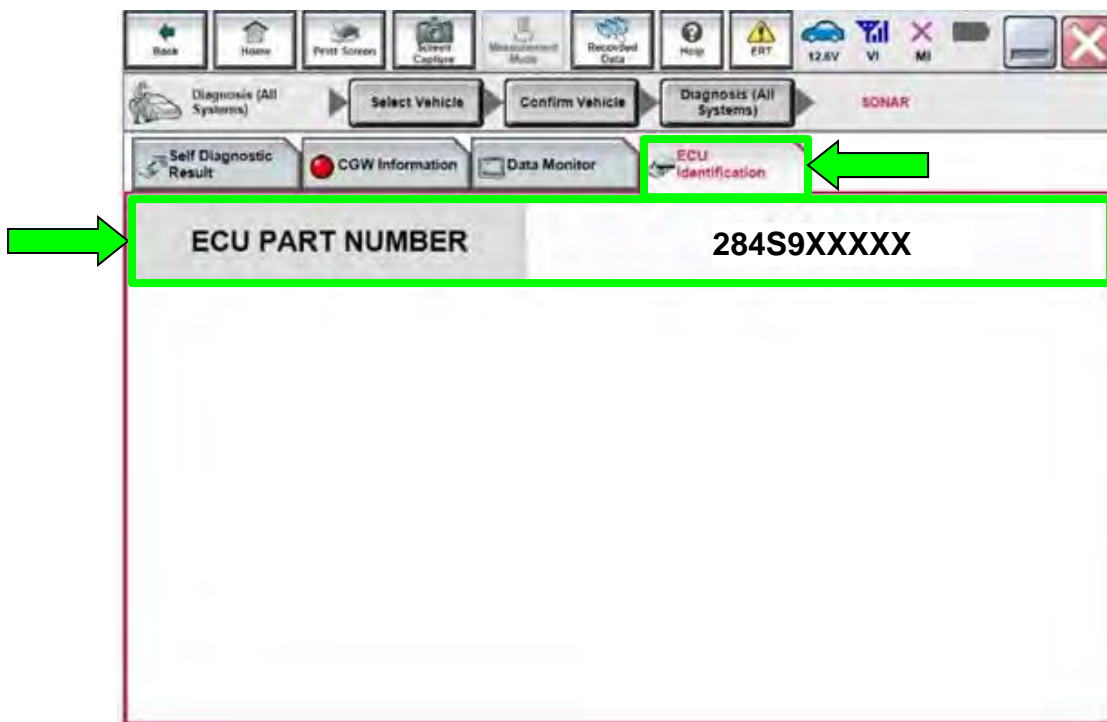 Back
Home
Print Screen
Screen
Capture
Measurement
Mode
Recorded
Data
Help
ERT
12.6V
VI
MI
Diagnosis (All
Systems)
Select Vehicle
Confirm Vehicle
Diagnosis (All
Systems)
SONAR
Self Diagnostic
Result
CGW Information
Data Monitor
ECU
Identification
ECU PART NUMBER
284S9XXXXX